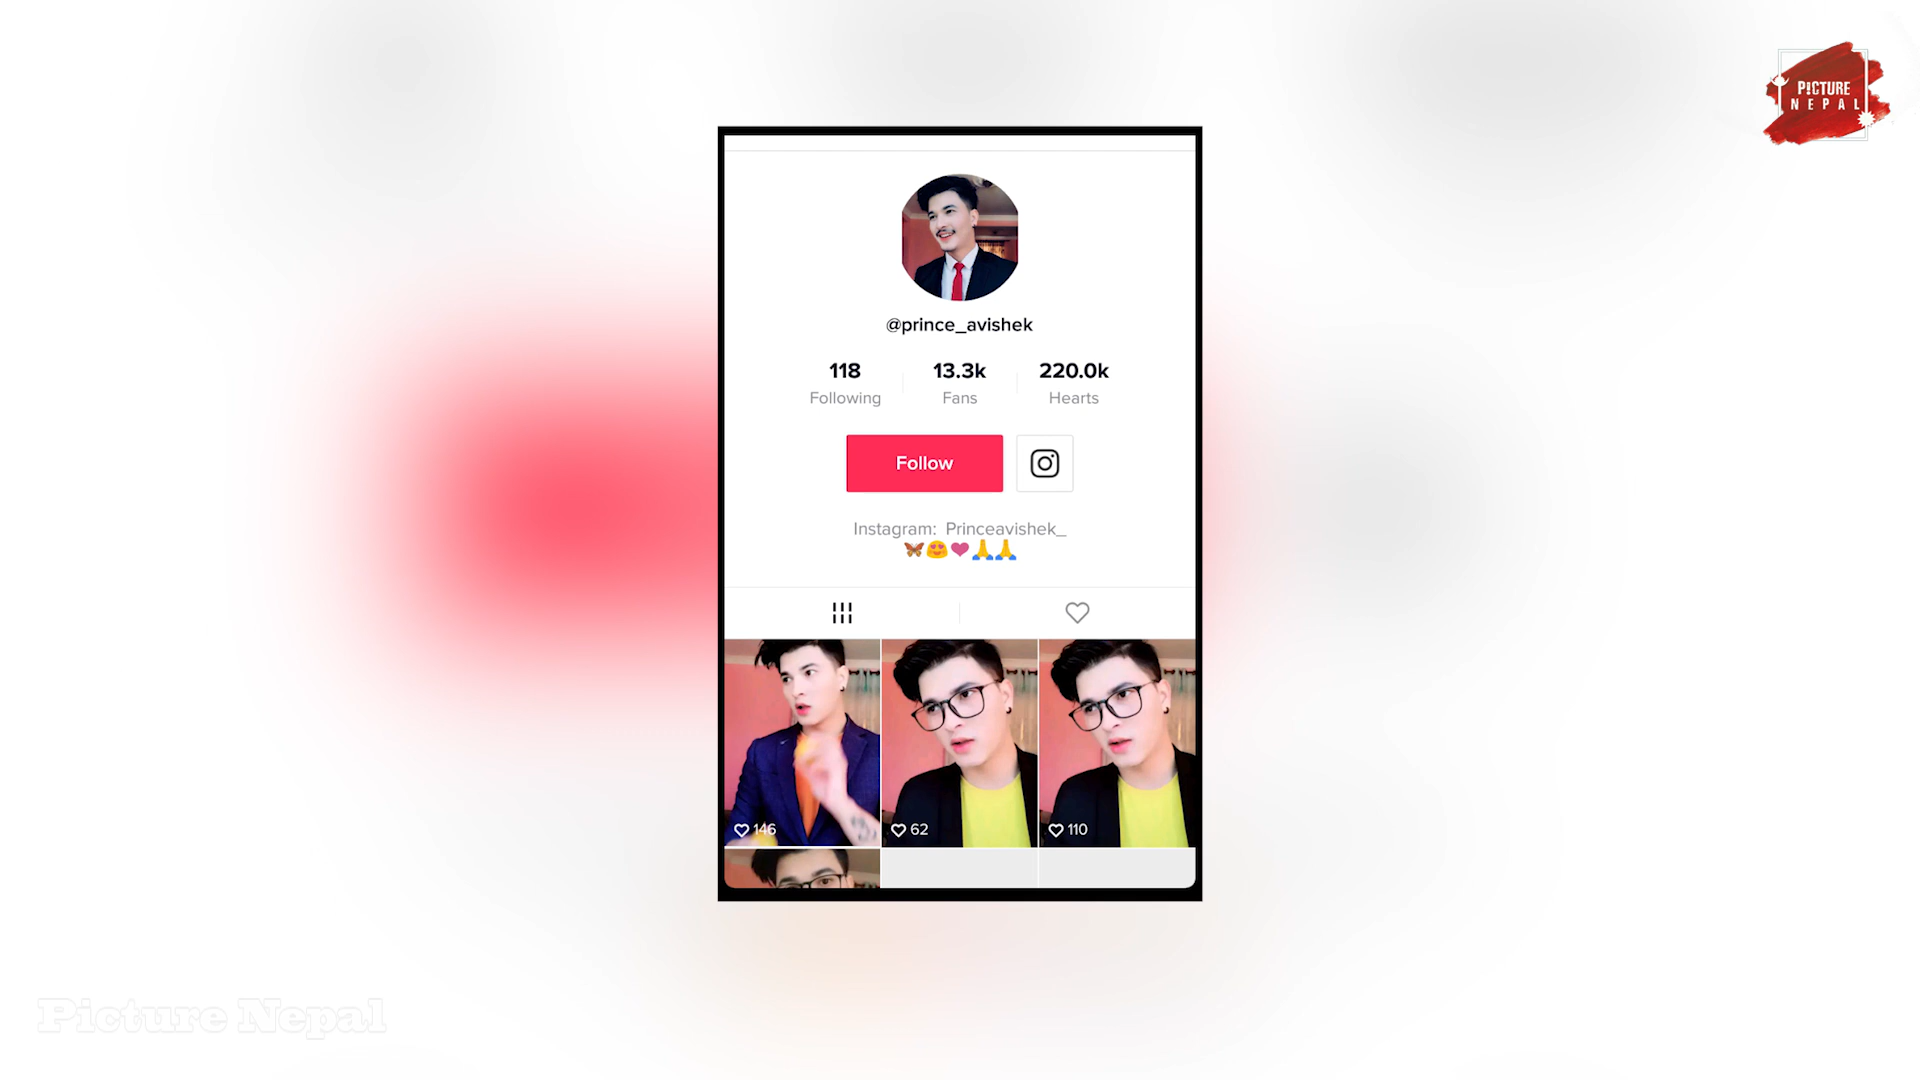 PICTURE
NEPAL
@prince_avishek
118 13.3k 220.0k
Following Fans Hearts
Follow
Instagram: Princeavishek_
🦋😍❤🙏🙏
146 62 110
Picture Nepal